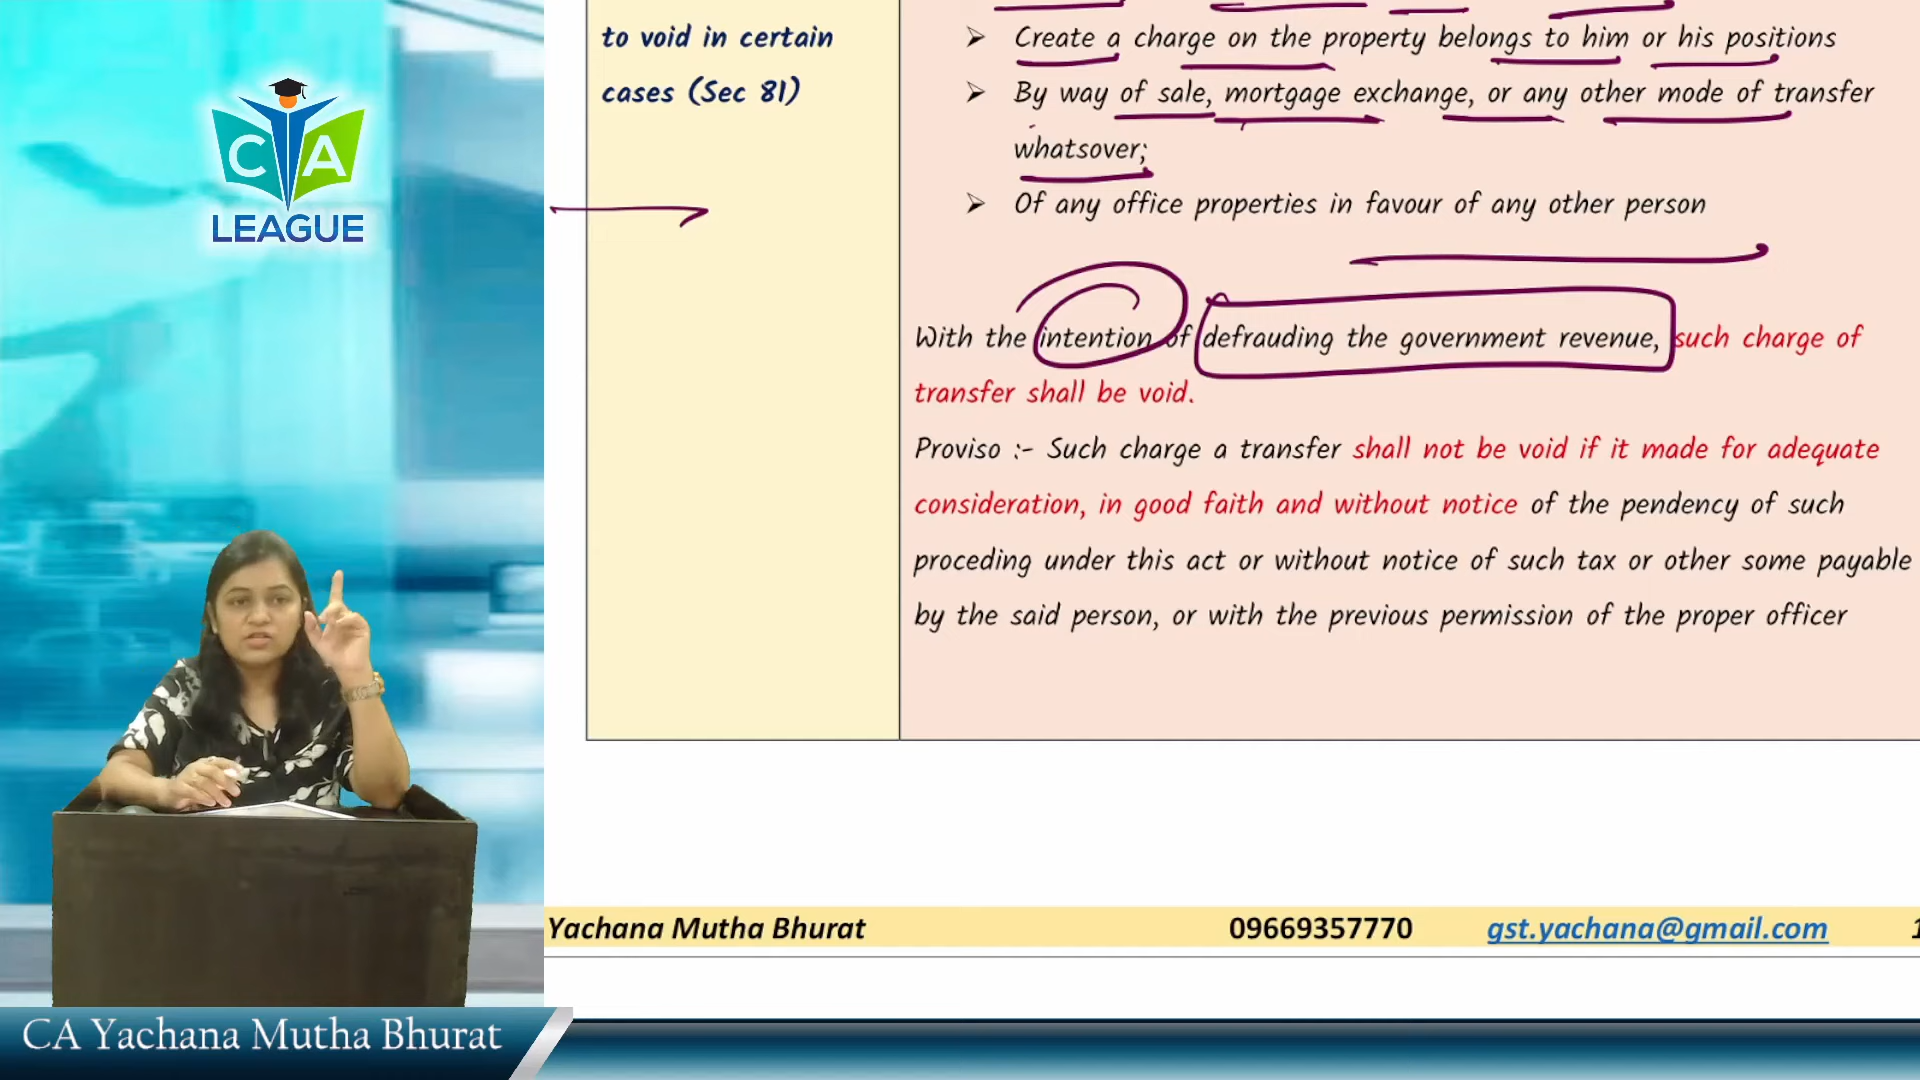 to void in certain
cases (Sec 81)
➢ Create a charge on the property belongs to him or his positions
➢ By way of sale, mortgage exchange, or any other mode of transfer
whatsover;
➢ Of any office properties in favour of any other person
With the intention of defrauding the government revenue, such charge of
transfer shall be void.
Proviso :- Such charge a transfer shall not be void if it made for adequate
consideration, in good faith and without notice of the pendency of such
proceding under this act or without notice of such tax or other some payable
by the said person, or with the previous permission of the proper officer
CA
LEAGUE
Yachana Mutha Bhurat 09669357770 gst.yachana@gmail.com 1
CA Yachana Mutha Bhurat